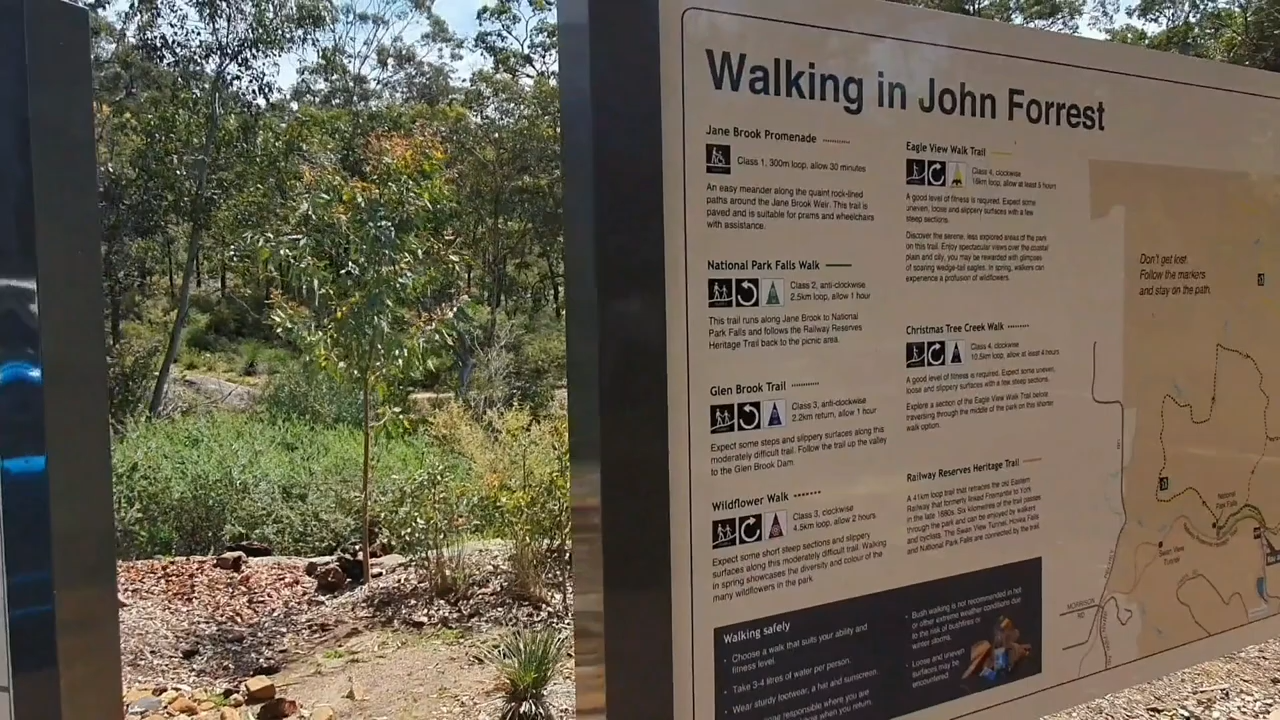 Walking in John Forrest
Jane Brook Promenade
Class 1, 300m loop, allow 30 minutes
An easy meander along the quaint rock-lined
paths around the Jane Brook Weir. This trail is
paved and is suitable for prams and wheelchairs
with assistance.
National Park Falls Walk
Class 2, anti-clockwise
2.5km loop, allow 1 hour
This trail runs along Jane Brook to National
Park Falls and follows the Railway Reserves
Heritage Trail back to the picnic area.
Glen Brook Trail
Class 3, anti-clockwise
2.2km return, allow 1 hour
Expect some steps and slippery surfaces along this
moderately difficult trail. Follow the trail up the valley
to the Glen Brook Dam.
Wildflower Walk
Class 3, clockwise
4.5km loop, allow 2 hours
Expect some short steep sections and slippery
surfaces along this moderately difficult trail. Walking
in spring showcases the diversity and colour of the
many wildflowers in the park.
Eagle View Walk Trail
Class 4, clockwise
16km loop, allow at least 5 hours
A good level of fitness is required. Expect some
uneven, loose and slippery surfaces with a few
steep sections.
Discover the serene, less explored areas of the park
on this trail. Enjoy spectacular views over the coastal
plain and city, you may be rewarded with glimpses
of soaring wedge-tail eagles. In spring, walkers can
experience a profusion of wildflowers.
Christmas Tree Creek Walk
Class 4, clockwise
10.5km loop, allow at least 4 hours
A good level of fitness is required. Expect some uneven,
loose and slippery surfaces with a few steep sections.
Explore a section of the Eagle View Walk Trail before
traversing through the middle of the park on this shorter
walk option.
Railway Reserves Heritage Trail
A 41km loop trail that retraces the old Eastern
Railway that formerly linked Fremantle to York
in the late 1880s. Six kilometres of the trail passes
through the park and can be enjoyed by walkers
and cyclists. The Swan View Tunnel, Hovea Falls
and National Park Falls are connected by the trail.
Walking safely
• Choose a walk that suits your ability and
fitness level.
• Take 3-4 litres of water per person.
• Wear sturdy footwear, a hat and sunscreen.
responsible where you are
when you return.
• Bush walking is not recommended in hot
or other extreme weather conditions due
to the risk of bushfires or
winter storms.
• Loose and uneven
surfaces may be
encountered
Don't get lost.
Follow the markers
and stay on the path.
National
Park Falls
Swan View
Tunnel
MORRISON
RD